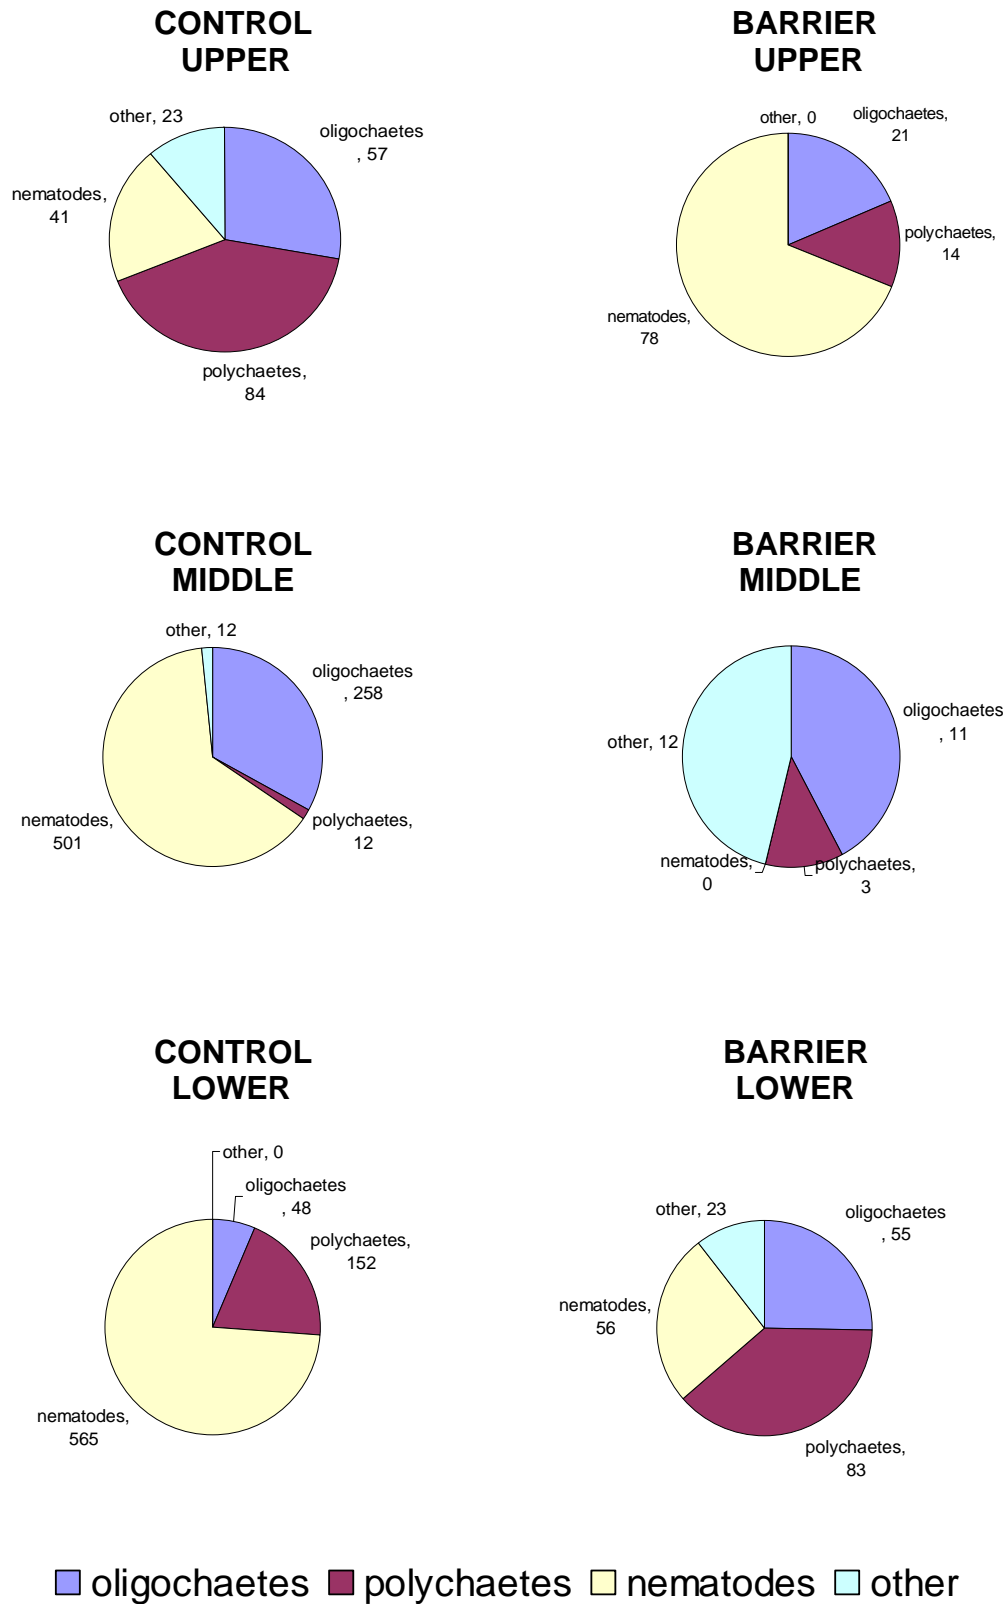 CONTROL
UPPER
other, 23
oligochaetes
, 57
nematodes,
41
polychaetes,
84
BARRIER
UPPER
other, 0
oligochaetes,
21
polychaetes,
14
nematodes,
78
CONTROL
MIDDLE
other, 12
oligochaetes
, 258
nematodes,
501
polychaetes,
12
BARRIER
MIDDLE
oligochaetes
, 11
other, 12
nematodes,
0
polychaetes,
3
CONTROL
LOWER
other, 0
oligochaetes
, 48
polychaetes,
152
nematodes,
565
BARRIER
LOWER
other, 23
oligochaetes
, 55
nematodes,
56
polychaetes,
83
oligochaetes polychaetes nematodes other